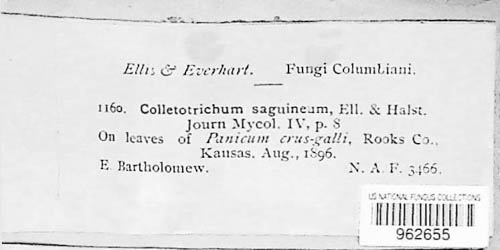 Ellis & Everhart. Fungi Columbiani.
1160. Colletotrichum saguineum, Ell. & Halst.
Journ Mycol. IV, p. 8
On leaves of Panicum crus-galli, Rooks Co.,
Kansas, Aug., 1896.
E. Bartholomew. N. A. F. 3466.
US NATIONAL FUNGUS COLLECTIONS
962655